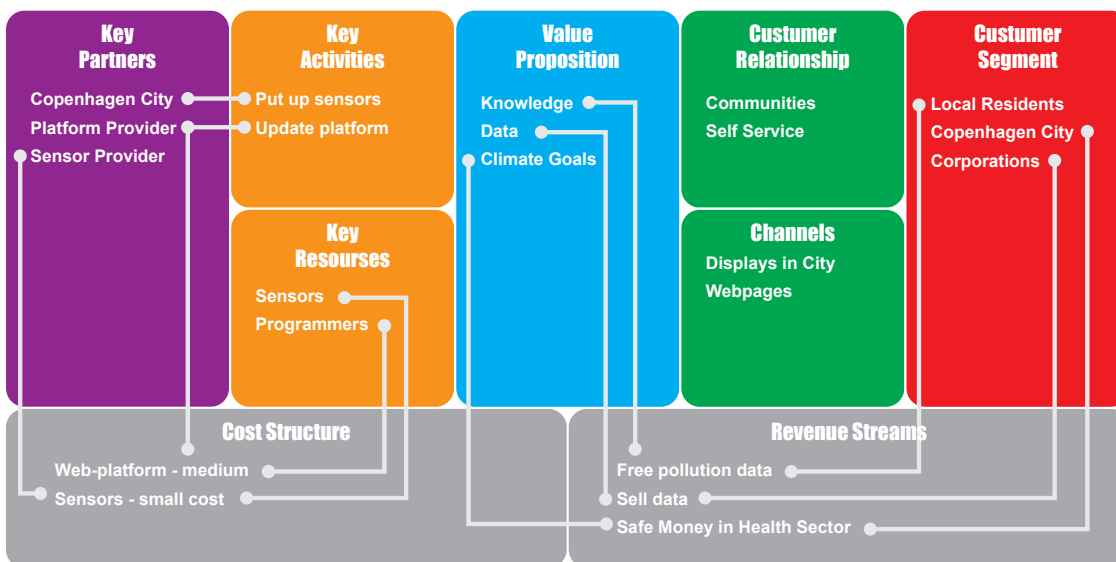 Key
Partners
Copenhagen City
Platform Provider
Sensor Provider
Key
Activities
Put up sensors
Update platform
Key
Resourses
Sensors
Programmers
Value
Proposition
Knowledge
Data
Climate Goals
Custumer
Relationship
Communities
Self Service
Channels
Displays in City
Webpages
Custumer
Segment
Local Residents
Copenhagen City
Corporations
Cost Structure
Web-platform - medium
Sensors - small cost
Revenue Streams
Free pollution data
Sell data
Safe Money in Health Sector